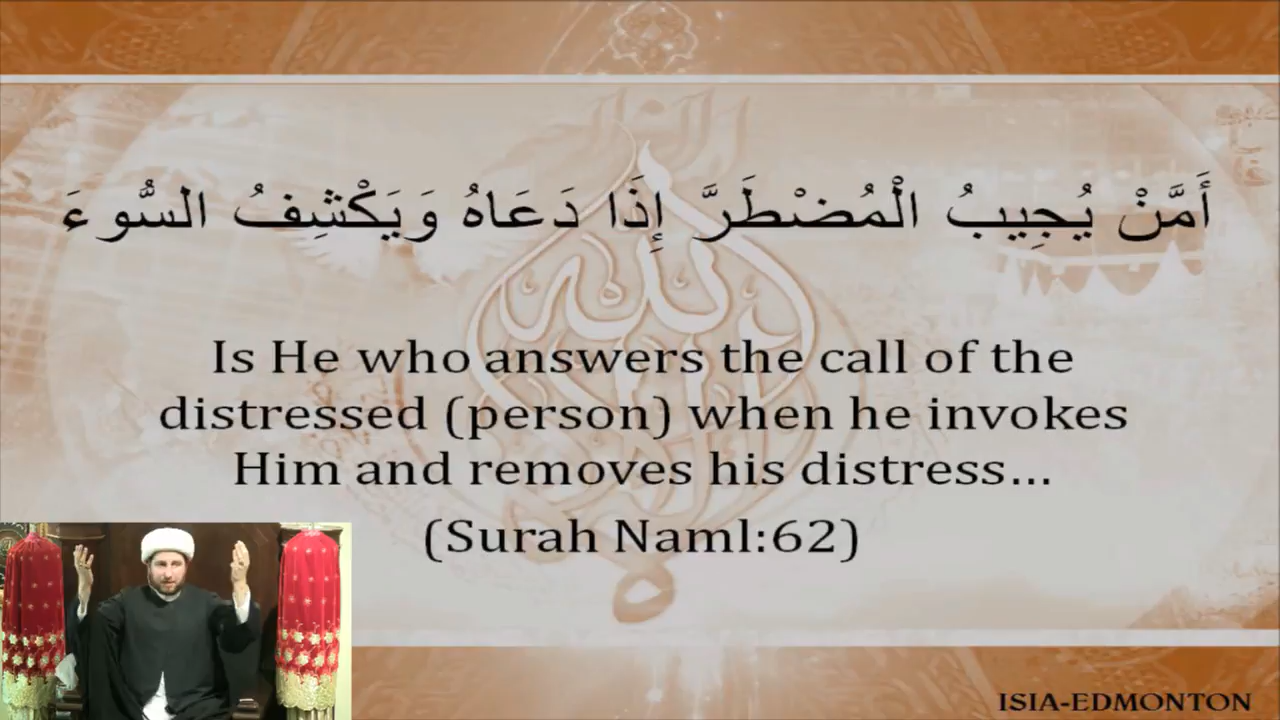 أَمَّنْ يُجِيبُ الْمُضْطَرَّ إِذَا دَعَاهُ وَيَكْشِفُ السُّوءَ
Is He who answers the call of the
distressed (person) when he invokes
Him and removes his distress...
(Surah Naml:62)
ISIA-EDMONTON